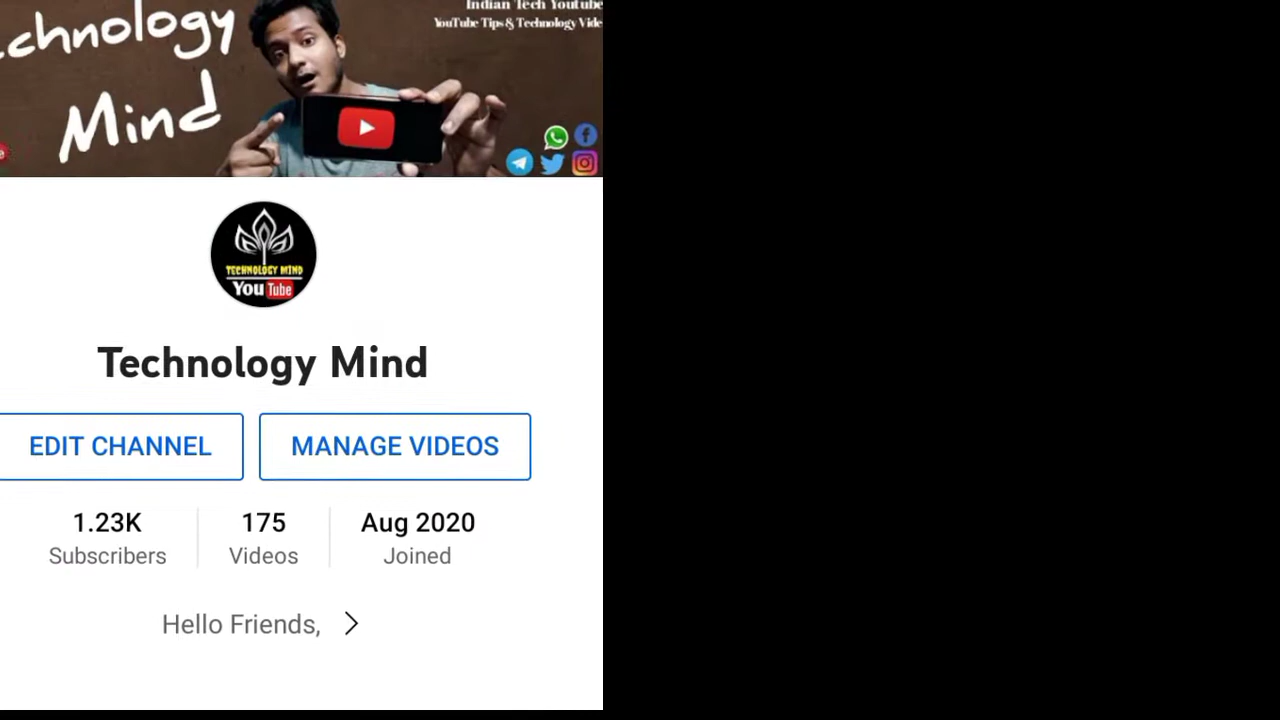 Indian Tech Youtube
YouTube Tips & Technology Vide
chnology
Mind
TECHNOLOGY MIND
YouTube
Technology Mind
EDIT CHANNEL
MANAGE VIDEOS
1.23K
175
Aug 2020
Subscribers
Videos
Joined
Hello Friends,